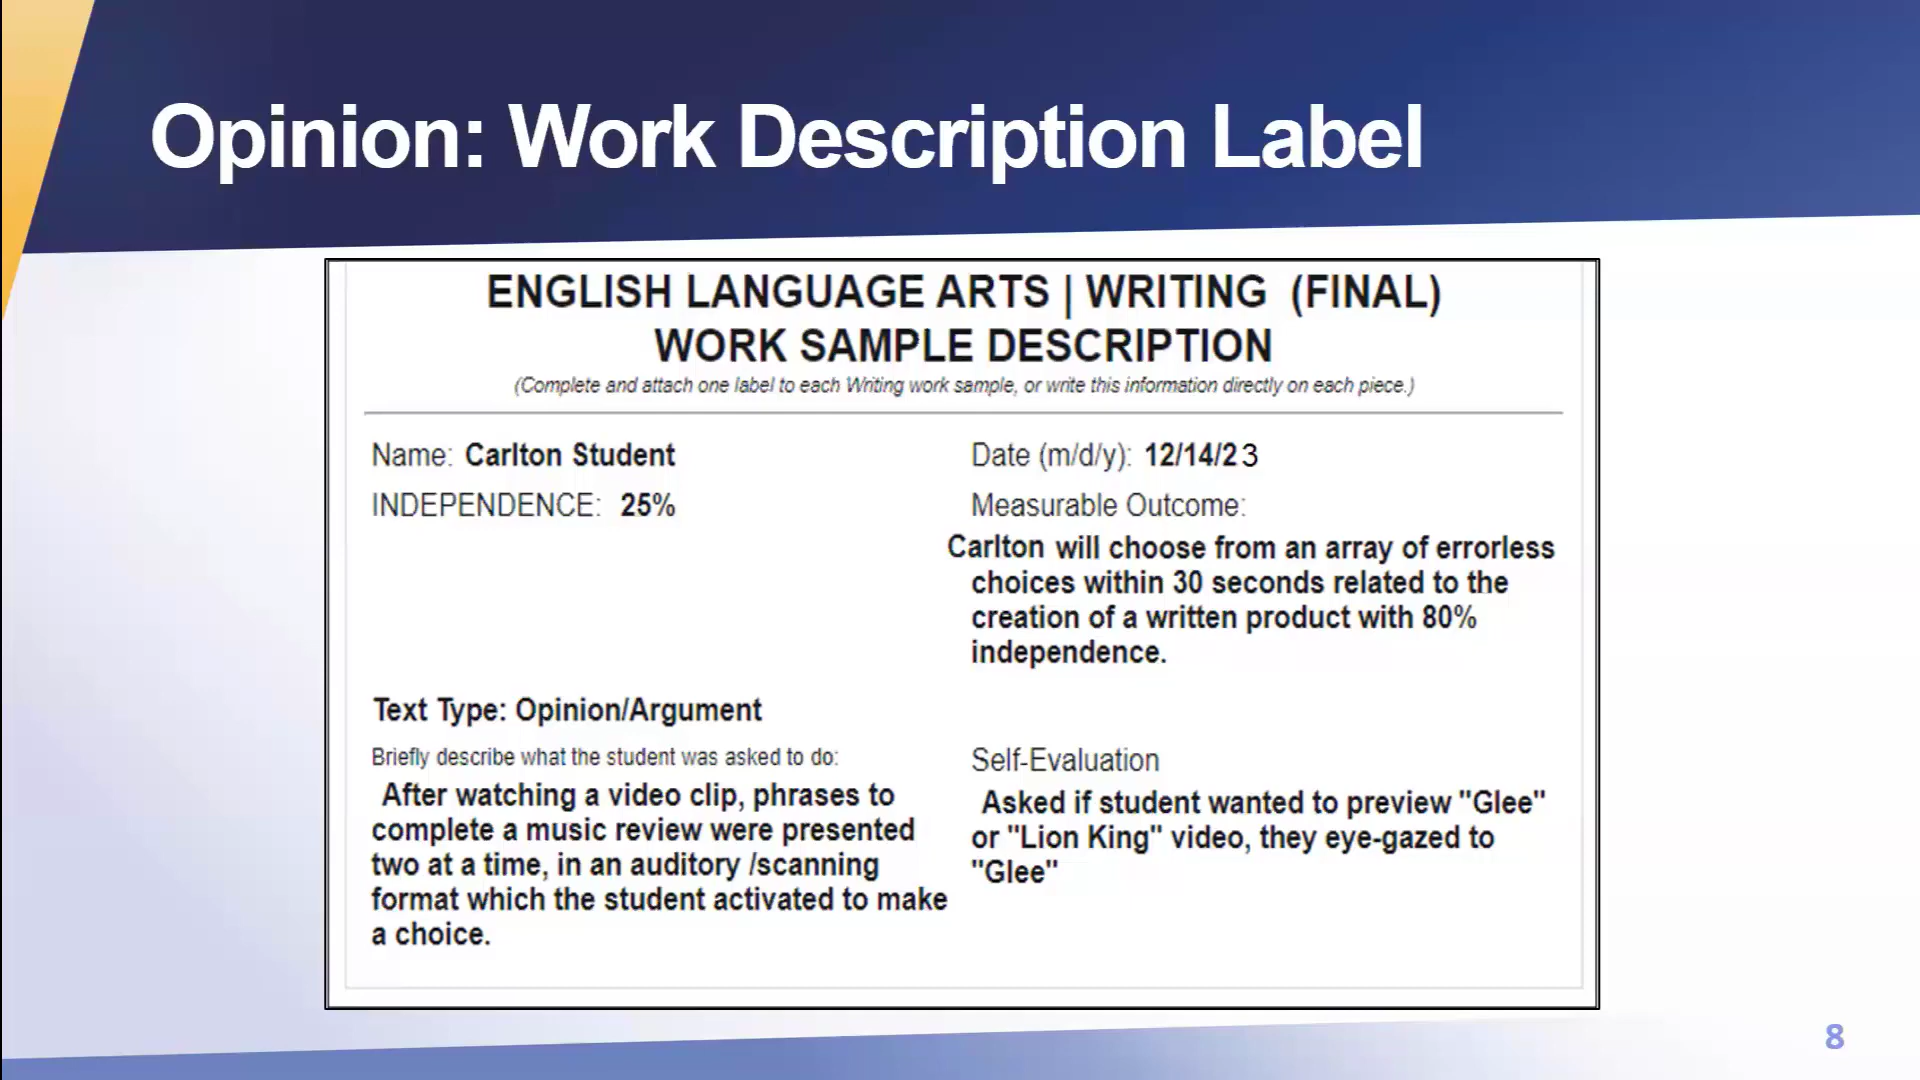 Opinion: Work Description Label
ENGLISH LANGUAGE ARTS | WRITING (FINAL)
WORK SAMPLE DESCRIPTION
(Complete and attach one label to each Writing work sample, or write this information directly on each piece.)
Name: Carlton Student
Date (m/d/y): 12/14/23
INDEPENDENCE: 25%
Measurable Outcome:
Carlton will choose from an array of errorless
choices within 30 seconds related to the
creation of a written product with 80%
independence.
Text Type: Opinion/Argument
Briefly describe what the student was asked to do:
After watching a video clip, phrases to
complete a music review were presented
two at a time, in an auditory /scanning
format which the student activated to make
a choice.
Self-Evaluation
Asked if student wanted to preview "Glee"
or "Lion King" video, they eye-gazed to
"Glee"
8